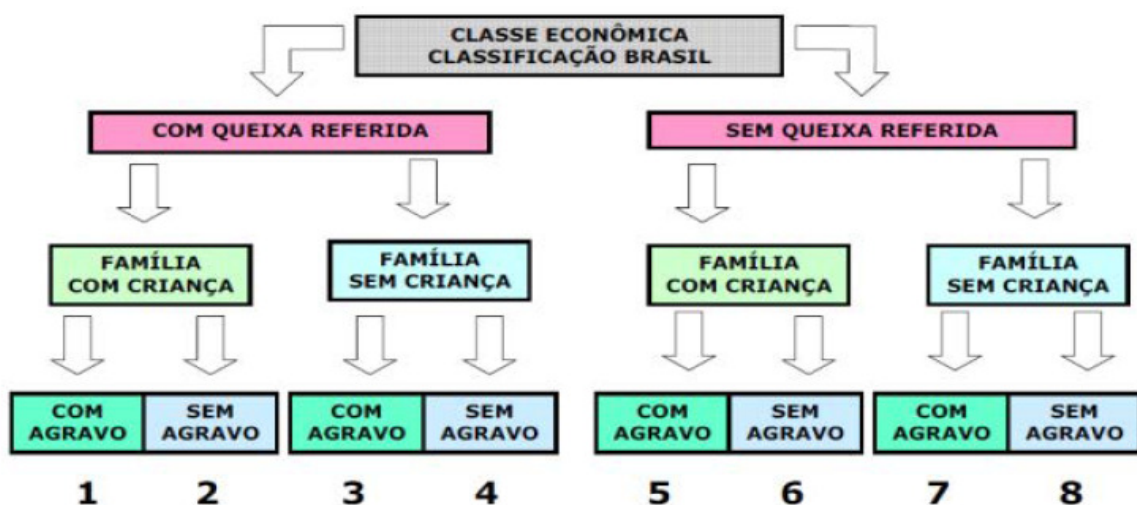 CLASSE ECONÔMICA
CLASSIFICAÇÃO BRASIL
COM QUEIXA REFERIDA
SEM QUEIXA REFERIDA
FAMÍLIA
COM CRIANÇA
FAMÍLIA
SEM CRIANÇA
FAMÍLIA
COM CRIANÇA
FAMÍLIA
SEM CRIANÇA
COM
AGRAVO
SEM
AGRAVO
COM
AGRAVO
SEM
AGRAVO
COM
AGRAVO
SEM
AGRAVO
COM
AGRAVO
SEM
AGRAVO
1 2 3 4 5 6 7 8